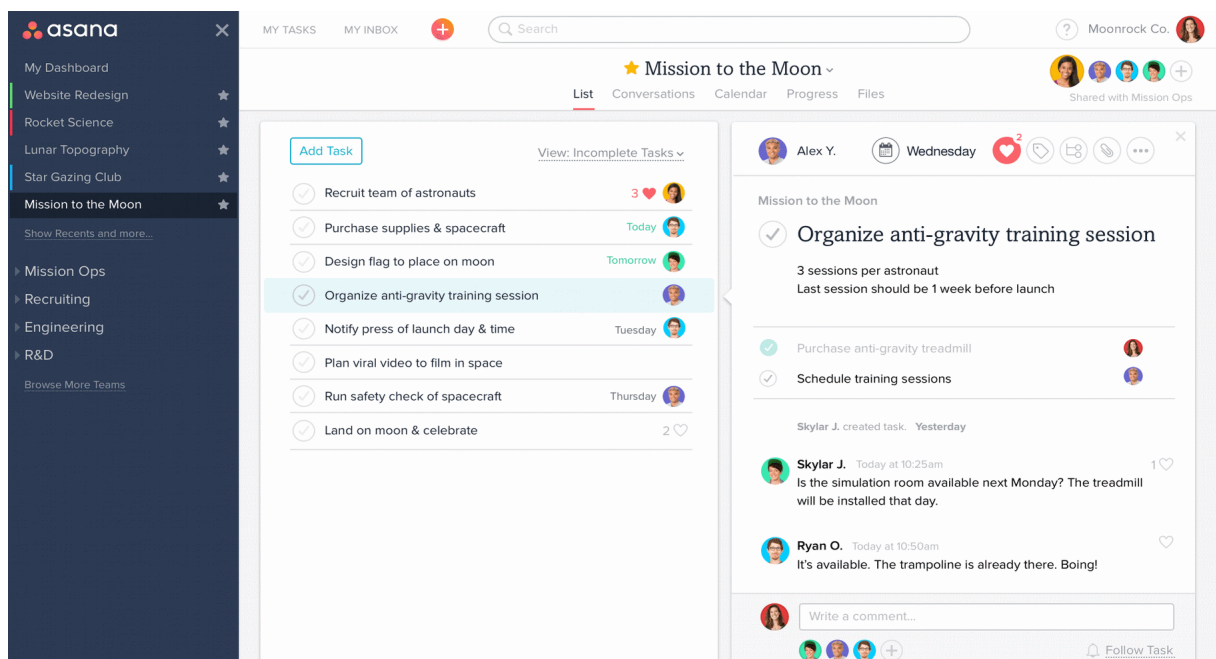 asana
My Dashboard
Website Redesign
Rocket Science
Lunar Topography
Star Gazing Club
Mission to the Moon
Show Recents and more...
Mission Ops
Recruiting
Engineering
R&D
Browse More Teams
MY TASKS MY INBOX Search Moonrock Co.
Mission to the Moon
List Conversations Calendar Progress Files
Shared with Mission Ops
Add Task View: Incomplete Tasks
Recruit team of astronauts 3
Purchase supplies & spacecraft Today
Design flag to place on moon Tomorrow
Organize anti-gravity training session
Notify press of launch day & time Tuesday
Plan viral video to film in space
Run safety check of spacecraft Thursday
Land on moon & celebrate 2
Alex Y. Wednesday 2
Mission to the Moon
Organize anti-gravity training session
3 sessions per astronaut
Last session should be 1 week before launch
Purchase anti-gravity treadmill
Schedule training sessions
Skylar J. created task. Yesterday
Skylar J. Today at 10:25am 1
Is the simulation room available next Monday? The treadmill
will be installed that day.
Ryan O. Today at 10:50am
It's available. The trampoline is already there. Boing!
Write a comment...
Follow Task